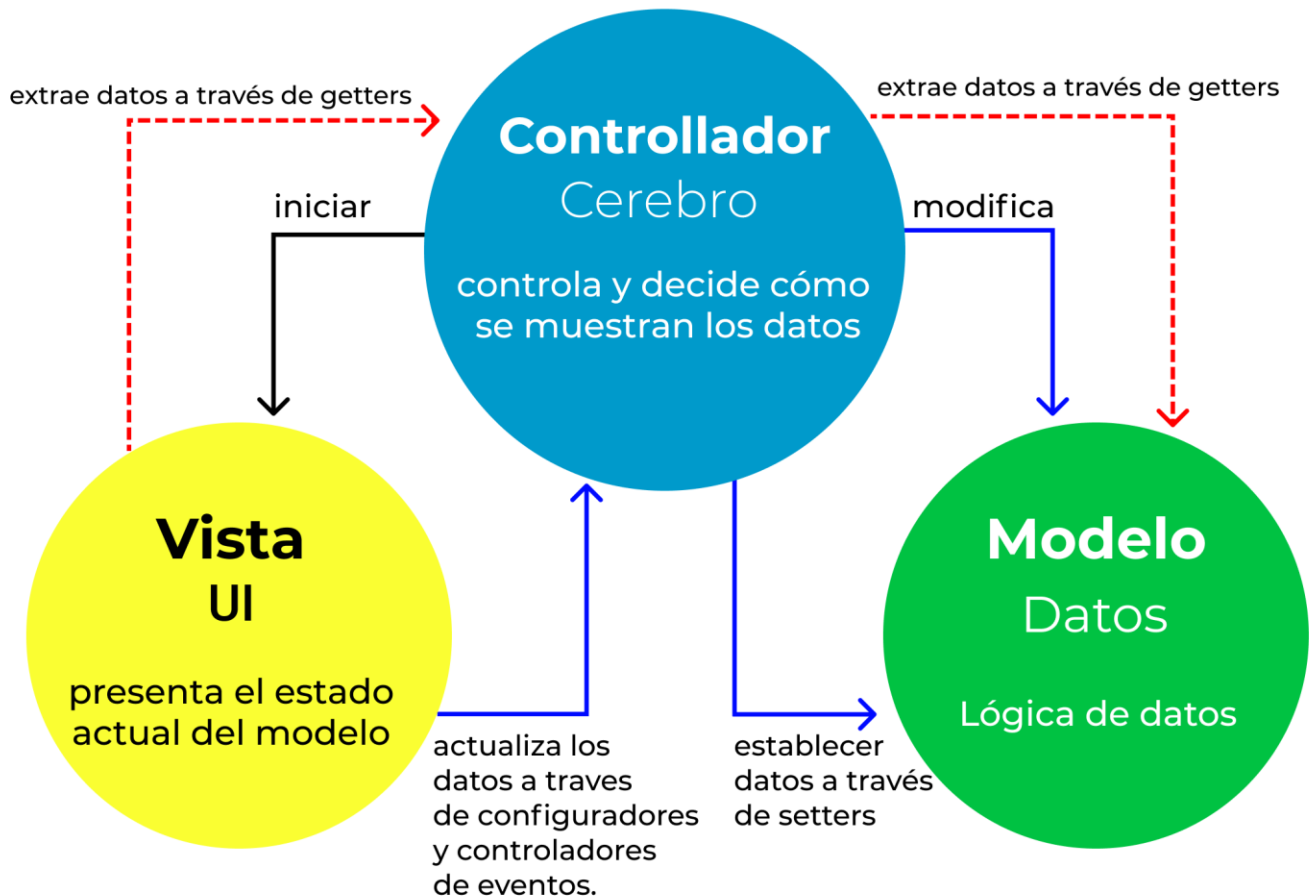 extrae datos a través de getters
extrae datos a través de getters
Controllador
Cerebro
iniciar
modifica
controla y decide cómo
se muestran los datos
Vista
UI
presenta el estado
actual del modelo
Modelo
Datos
Lógica de datos
actualiza los
datos a traves
de configuradores
y controladores
de eventos.
establecer
datos a través
de setters